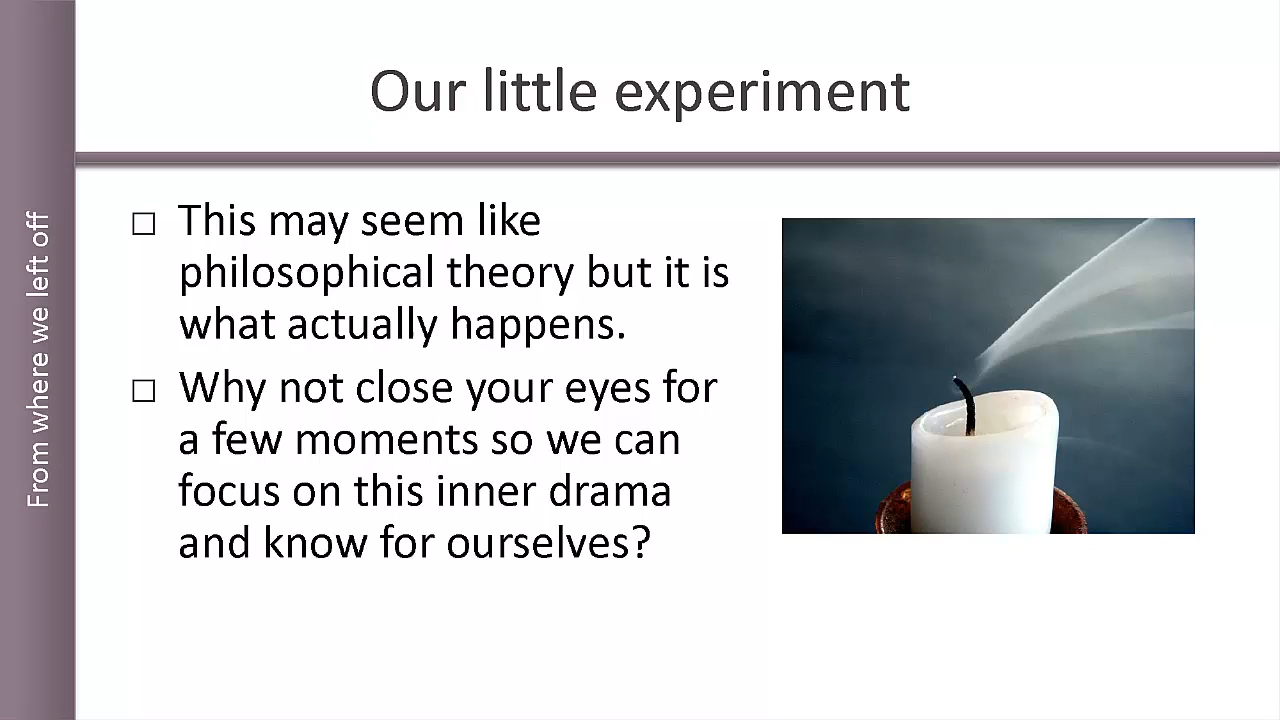 Our little experiment
From where we left off
□ This may seem like
philosophical theory but it is
what actually happens.
□ Why not close your eyes for
a few moments so we can
focus on this inner drama
and know for ourselves?